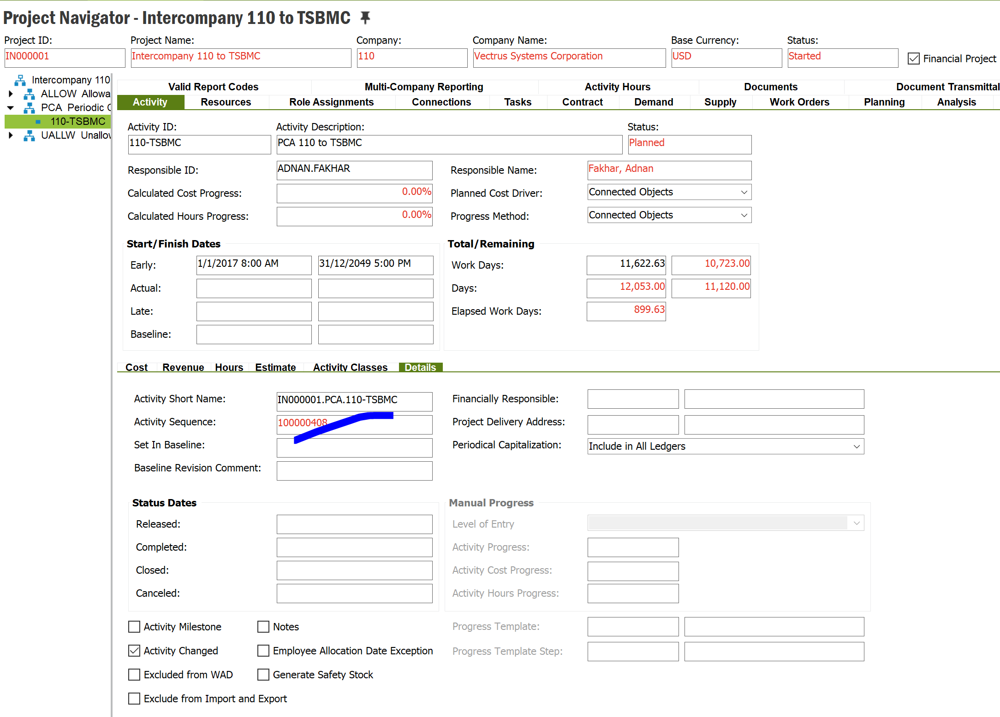 Project Navigator - Intercompany 110 to TSBMC
Project ID: Project Name: Company: Company Name: Base Currency: Status:
IN000001 Intercompany 110 to TSBMC 110 Vectrus Systems Corporation USD Started Financial Project
Intercompany 110
ALLOW Allowa
PCA Periodic
110-TSBMC
UALLW Unallow
Valid Report Codes Multi-Company Reporting Activity Hours Documents Document Transmittal
Activity Resources Role Assignments Connections Tasks Contract Demand Supply Work Orders Planning Analysis
Activity ID: Activity Description: Status:
110-TSBMC PCA 110 to TSBMC Planned
Responsible ID: ADNAN.FAKHAR Responsible Name: Fakhar, Adnan
Calculated Cost Progress: 0.00% Planned Cost Driver: Connected Objects
Calculated Hours Progress: 0.00% Progress Method: Connected Objects
Start/Finish Dates Total/Remaining
Early: 1/1/2017 8:00 AM 31/12/2049 5:00 PM Work Days: 11,622.63 10,723.00
Actual: Days: 12,053.00 11,120.00
Late: Elapsed Work Days: 899.63
Baseline:
Cost Revenue Hours Estimate Activity Classes Details
Activity Short Name: IN000001.PCA.110-TSBMC Financially Responsible:
Activity Sequence: 100000408 Project Delivery Address:
Set In Baseline: Periodical Capitalization: Include in All Ledgers
Baseline Revision Comment:
Status Dates Manual Progress
Released: Level of Entry
Completed: Activity Progress:
Closed: Activity Cost Progress:
Canceled: Activity Hours Progress:
Activity Milestone Notes Progress Template:
Activity Changed Employee Allocation Date Exception Progress Template Step:
Excluded from WAD Generate Safety Stock
Exclude from Import and Export